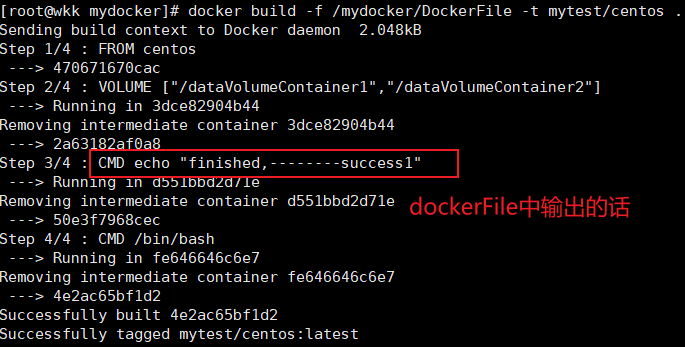 [root@wkk mydocker]# docker build -f /mydocker/DockerFile -t mytest/centos .
Sending build context to Docker daemon  2.048kB
Step 1/4 : FROM centos
 ---> 470671670cac
Step 2/4 : VOLUME ["/dataVolumeContainer1","/dataVolumeContainer2"]
 ---> Running in 3dce82904b44
Removing intermediate container 3dce82904b44
 ---> 2a63182af0a8
Step 3/4 : CMD echo "finished,--------success1"
 ---> Running in d551bbd2d71e
Removing intermediate container d551bbd2d71e
dockerFile中输出的话
 ---> 50e3f7968cec
Step 4/4 : CMD /bin/bash
 ---> Running in fe646646c6e7
Removing intermediate container fe646646c6e7
 ---> 4e2ac65bf1d2
Successfully built 4e2ac65bf1d2
Successfully tagged mytest/centos:latest